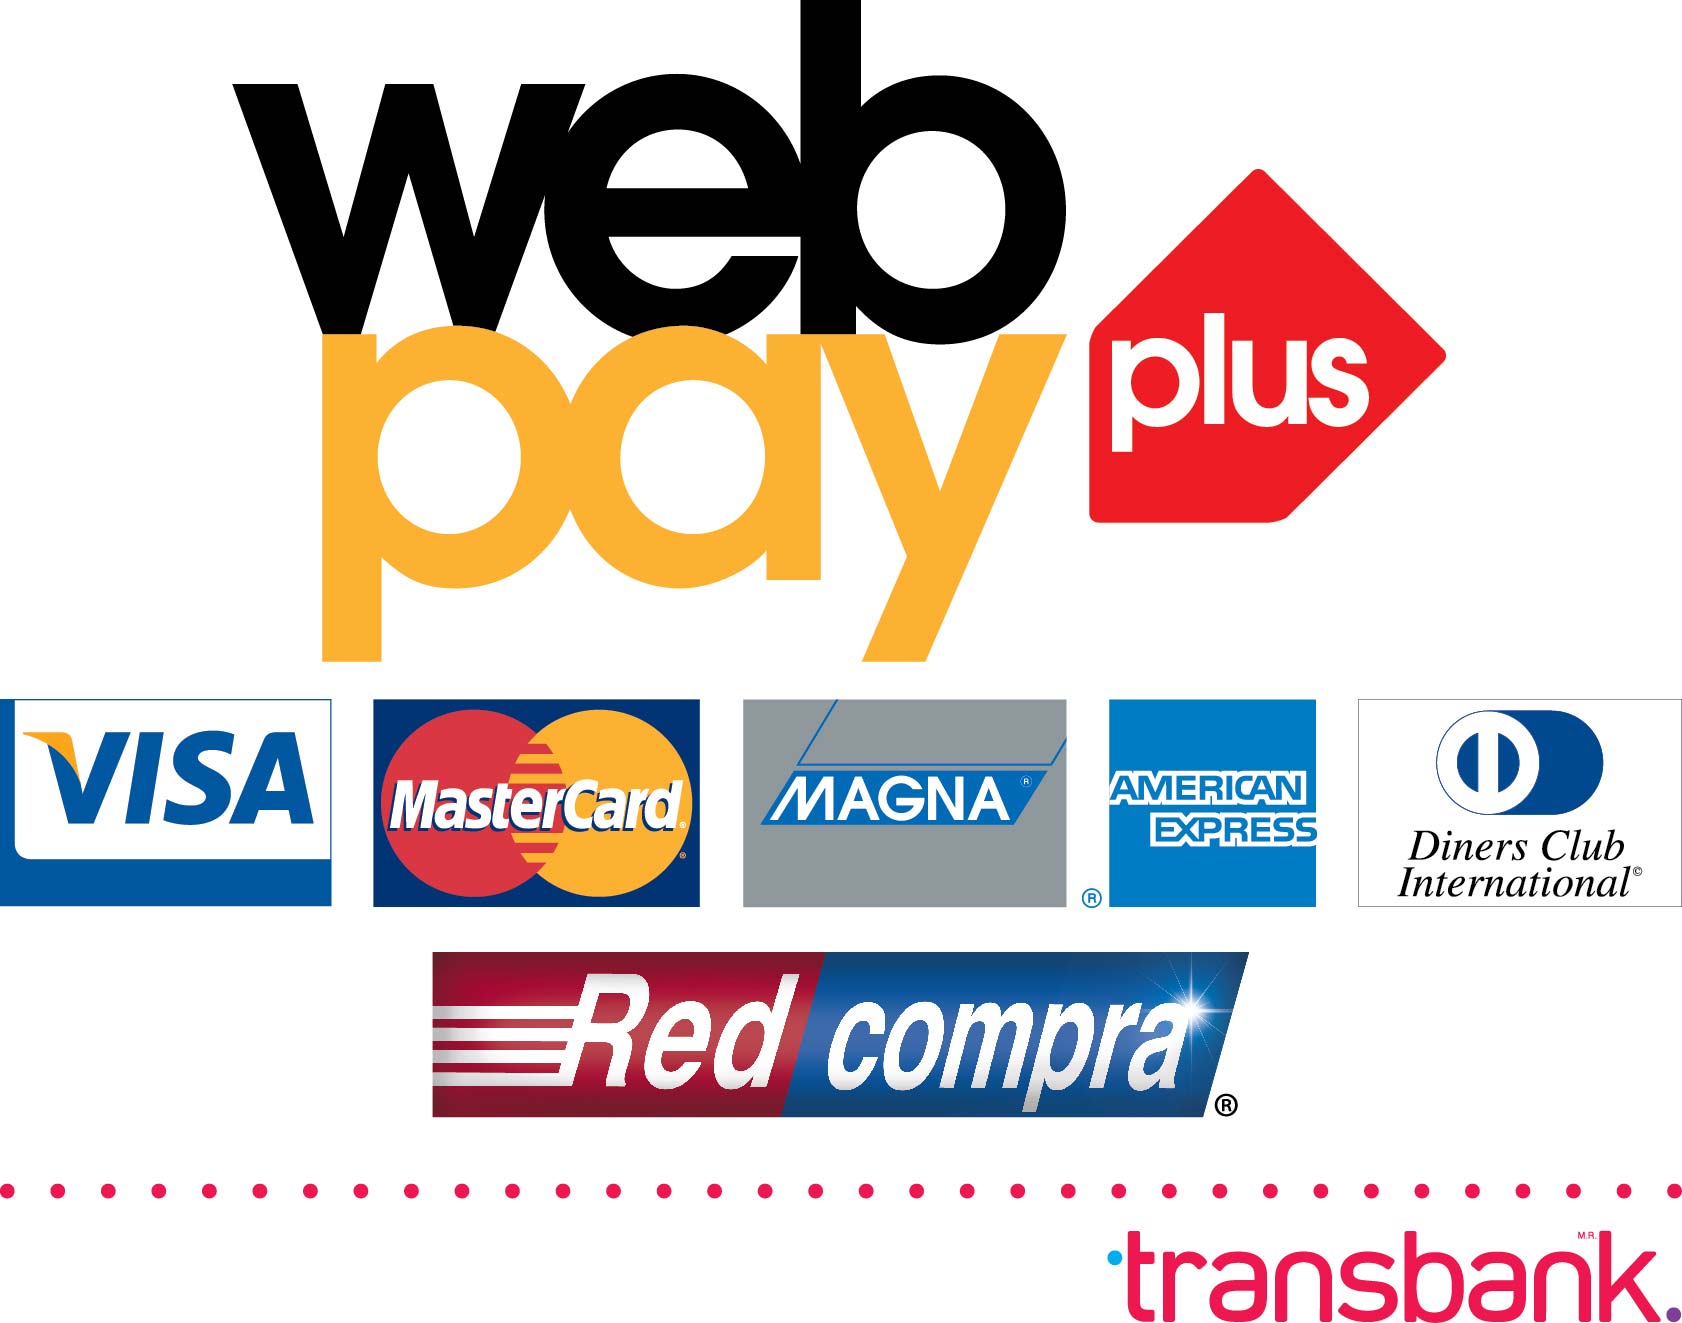 web
pay
plus
VISA
MasterCard®
®
MAGNA®
®
AMERICAN
EXPRESS
Diners Club
International©
Red compra
®
transbank.
M.R.